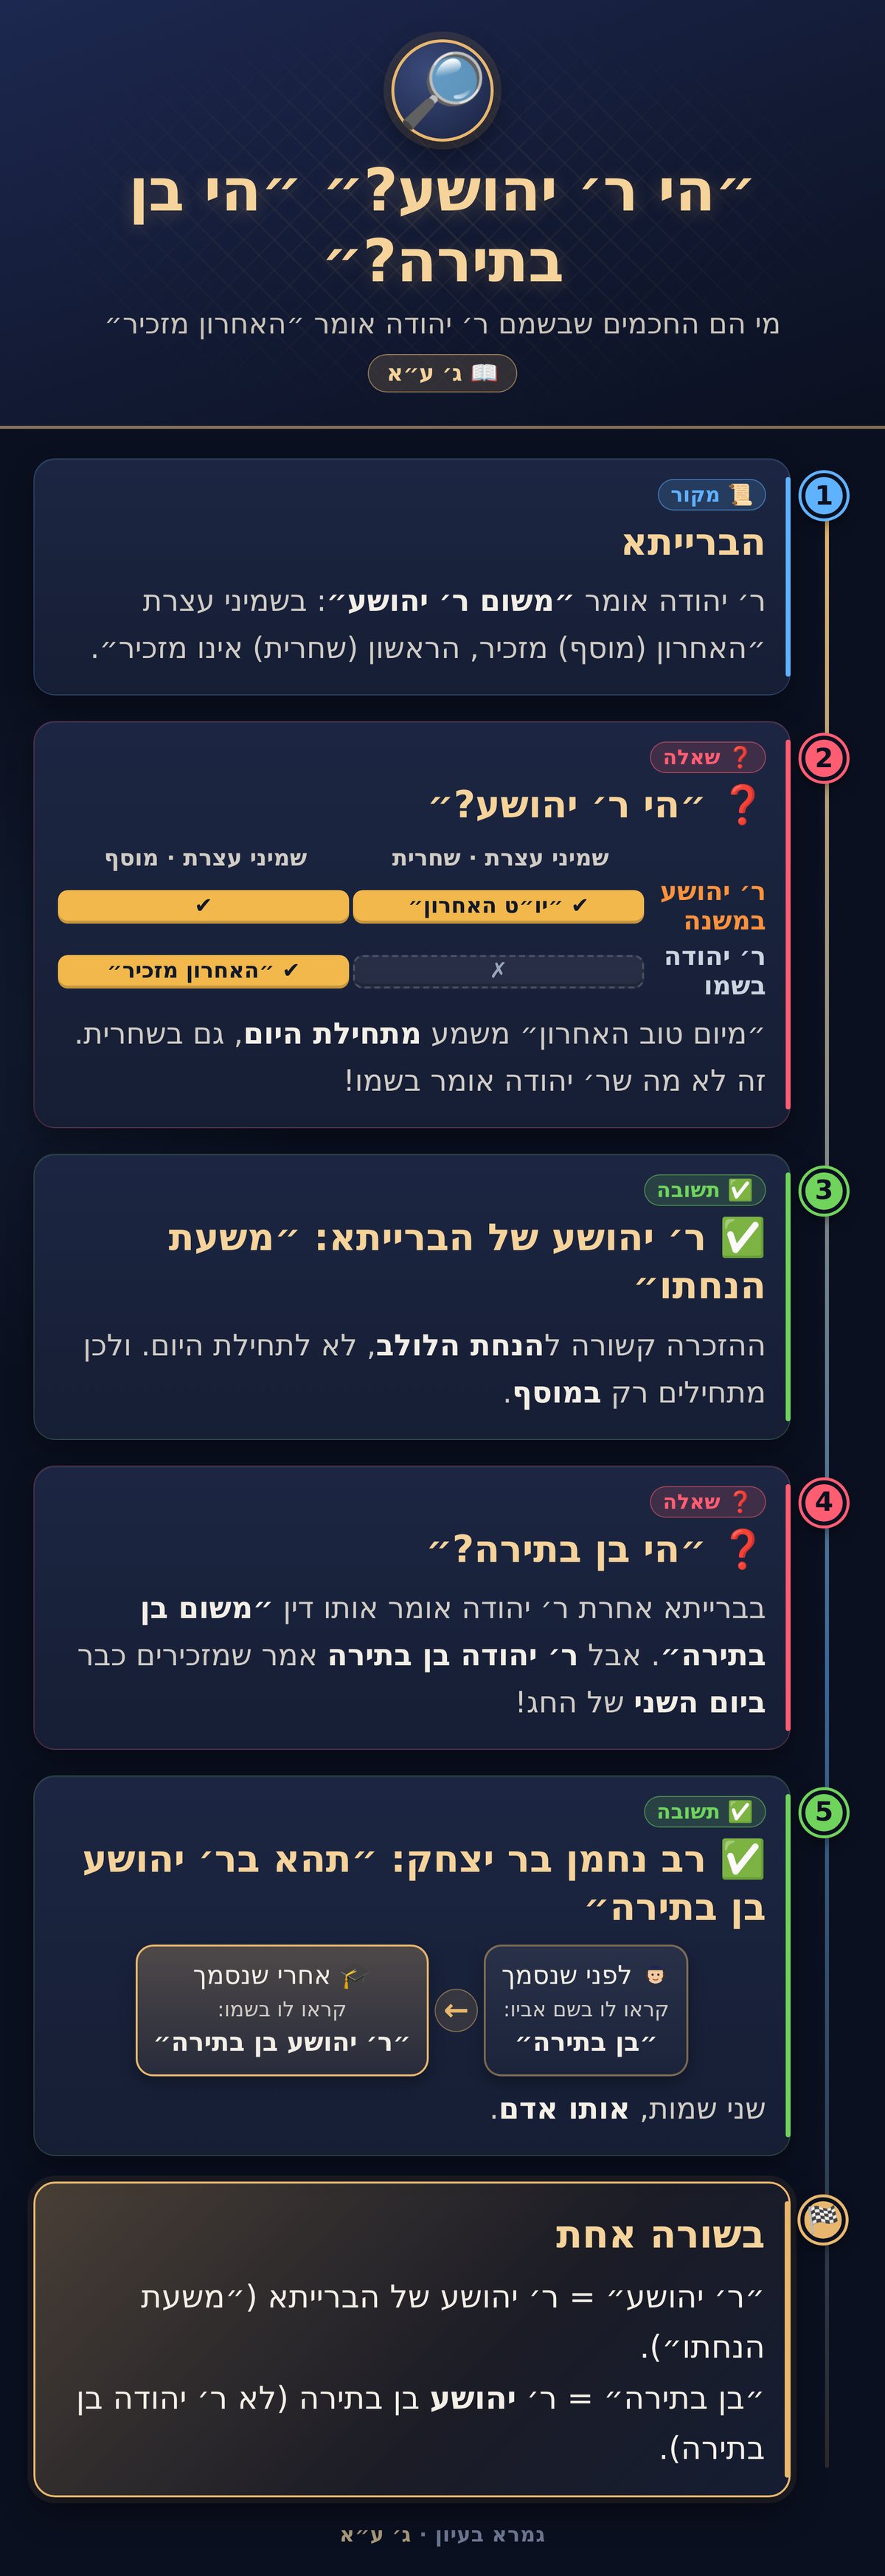 ״הי ר׳ יהושע?״ ״הי בן
בתירה?״
מי הם החכמים שבשמם ר׳ יהודה אומר ״האחרון מזכיר״
📖 ג׳ ע״א
1
📜 מקור
הברייתא
ר׳ יהודה אומר ״משום ר׳ יהושע״: בשמיני עצרת
״האחרון (מוסף) מזכיר, הראשון (שחרית) אינו מזכיר״.
2
❓ שאלה
❓ ״הי ר׳ יהושע?״
שמיני עצרת · שחרית
שמיני עצרת · מוסף
ר׳ יהושע
במשנה
✔ ״יו״ט האחרון״
✔
ר׳ יהודה
בשמו
✗
✔ ״האחרון מזכיר״
״מיום טוב האחרון״ משמע מתחילת היום, גם בשחרית.
זה לא מה שר׳ יהודה אומר בשמו!
3
✅ תשובה
✅ ר׳ יהושע של הברייתא: ״משעת
הנחתו״
ההזכרה קשורה להנחת הלולב, לא לתחילת היום. ולכן
מתחילים רק במוסף.
4
❓ שאלה
❓ ״הי בן בתירה?״
בברייתא אחרת ר׳ יהודה אומר אותו דין ״משום בן
בתירה״. אבל ר׳ יהודה בן בתירה אמר שמזכירים כבר
ביום השני של החג!
5
✅ תשובה
✅ רב נחמן בר יצחק: ״תהא בר׳ יהושע
בן בתירה״
לפני שנסמך
קראו לו בשם אביו:
״בן בתירה״
←
🎓 אחרי שנסמך
קראו לו בשמו:
״ר׳ יהושע בן בתירה״
שני שמות, אותו אדם.
🏁
בשורה אחת
״ר׳ יהושע״ = ר׳ יהושע של הברייתא (״משעת
הנחתו״).
״בן בתירה״ = ר׳ יהושע בן בתירה (לא ר׳ יהודה בן
בתירה).
גמרא בעיון · ג׳ ע״א